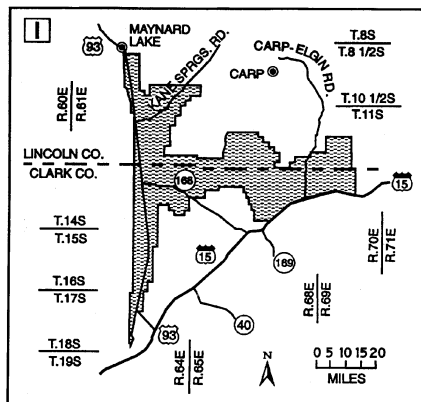 I
MAYNARD
LAKE
93
KANE SPRGS. RD.
CARP-ELGIN RD.
CARP
T.8S
T.8 1/2S
T.10 1/2S
T.11S
R.60E
R.61E
LINCOLN CO.
CLARK CO.
168
15
T.14S
T.15S
R.70E
R.71E
15
169
T.16S
T.17S
R.68E
R.69E
93
40
T.18S
T.19S
R.64E
R.65E
N
0 5 10 15 20
MILES